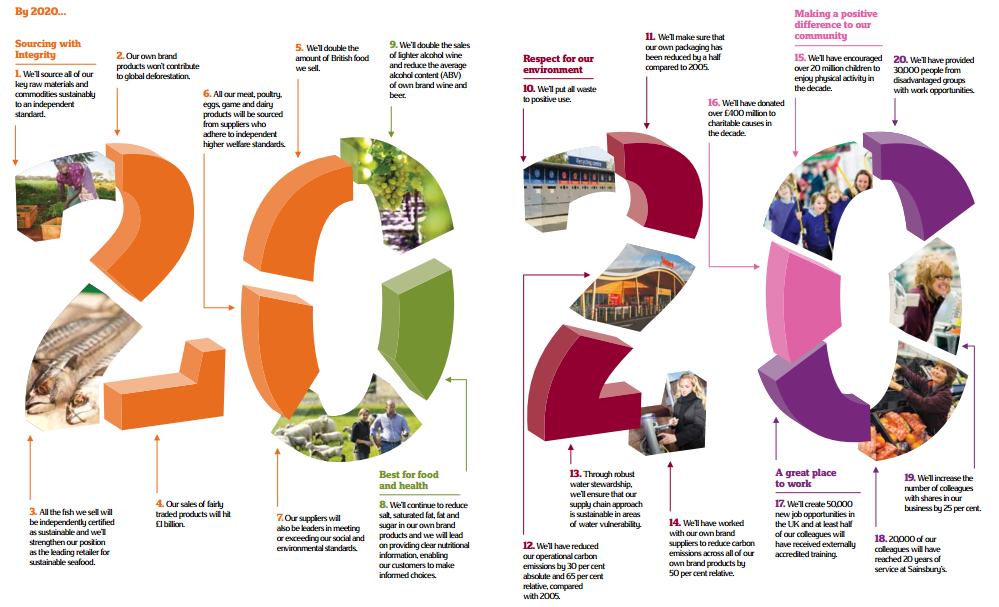 By 2020...
Sourcing with
Integrity
1. We'll source all of our
key raw materials and
commodities sustainably
to an independent
standard.
2. Our own brand
products won't contribute
to global deforestation.
3. All the fish we sell will
be independently certified
as sustainable and we'll
strengthen our position
as the leading retailer for
sustainable seafood.
4. Our sales of fairly
traded products will hit
£1 billion.
5. We'll double the
amount of British food
we sell.
6. All our meat, poultry,
eggs, game and dairy
products will be sourced
from suppliers who
adhere to independent
higher welfare standards.
7. Our suppliers will
also be leaders in meeting
or exceeding our social and
environmental standards.
Best for food
and health
8. We'll continue to reduce
salt, saturated fat, fat and
sugar in our own brand
products and we will lead
on providing clear nutritional
information, enabling
our customers to make
informed choices.
9. We'll double the sales
of lighter alcohol wine
and reduce the average
alcohol content (ABV)
of own brand wine and
beer.
Respect for our
environment
10. We'll put all waste
to positive use.
11. We'll make sure that
our own packaging has
been reduced by a half
compared to 2005.
Recycling centre
12. We'll have reduced
our operational carbon
emissions by 30 per cent
absolute and 65 per cent
relative, compared
with 2005.
13. Through robust
water stewardship,
we'll ensure that our
supply chain approach
is sustainable in areas
of water vulnerability.
14. We'll have worked
with our own brand
suppliers to reduce carbon
emissions across all of our
own brand products by
50 per cent relative.
Making a positive
difference to our
community
15. We'll have encouraged
over 20 million children to
enjoy physical activity in
the decade.
16. We'll have donated
over £400 million to
charitable causes in
the decade.
A great place
to work
17. We'll create 50,000
new job opportunities in
the UK and at least half
of our colleagues will
have received externally
accredited training.
18. 20,000 of our
colleagues will have
reached 20 years of
service at Sainsbury's.
19. We'll increase the
number of colleagues
with shares in our
business by 25 per cent.
20. We'll have provided
30,000 people from
disadvantaged groups
with work opportunities.